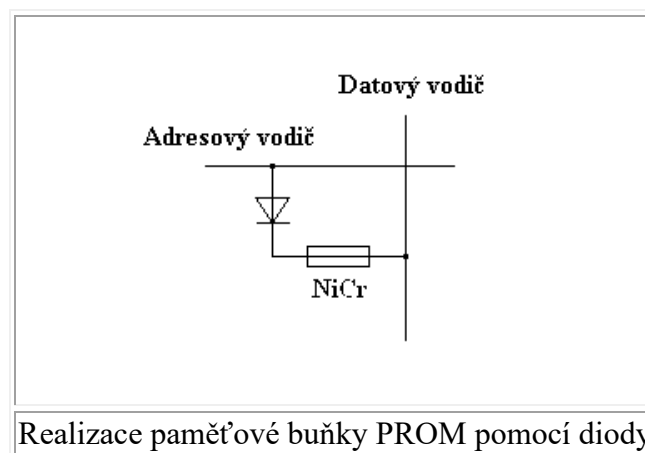 Datový vodič
Adresový vodič
NiCr
Realizace paměťové buňky PROM pomocí diody